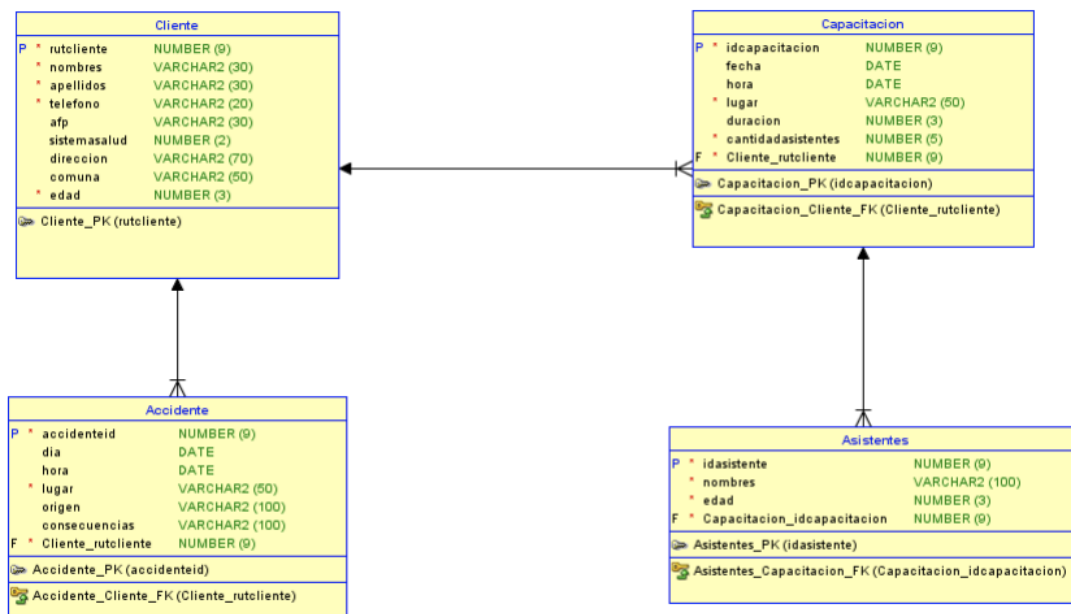 Cliente
P * rutcliente NUMBER (9)
* nombres VARCHAR2 (30)
* apellidos VARCHAR2 (30)
* telefono VARCHAR2 (20)
afp VARCHAR2 (30)
sistemasalud NUMBER (2)
direccion VARCHAR2 (70)
comuna VARCHAR2 (50)
* edad NUMBER (3)
Cliente_PK (rutcliente)
Capacitacion
P * idcapacitacion NUMBER (9)
fecha DATE
hora DATE
* lugar VARCHAR2 (50)
duracion NUMBER (3)
* cantidadasistentes NUMBER (5)
F * Cliente_rutcliente NUMBER (9)
Capacitacion_PK (idcapacitacion)
Capacitacion_Cliente_FK (Cliente_rutcliente)
Accidente
P * accidenteid NUMBER (9)
dia DATE
hora DATE
* lugar VARCHAR2 (50)
origen VARCHAR2 (100)
consecuencias VARCHAR2 (100)
F * Cliente_rutcliente NUMBER (9)
Accidente_PK (accidenteid)
Accidente_Cliente_FK (Cliente_rutcliente)
Asistentes
P * idasistente NUMBER (9)
* nombres VARCHAR2 (100)
* edad NUMBER (3)
F * Capacitacion_idcapacitacion NUMBER (9)
Asistentes_PK (idasistente)
Asistentes_Capacitacion_FK (Capacitacion_idcapacitacion)